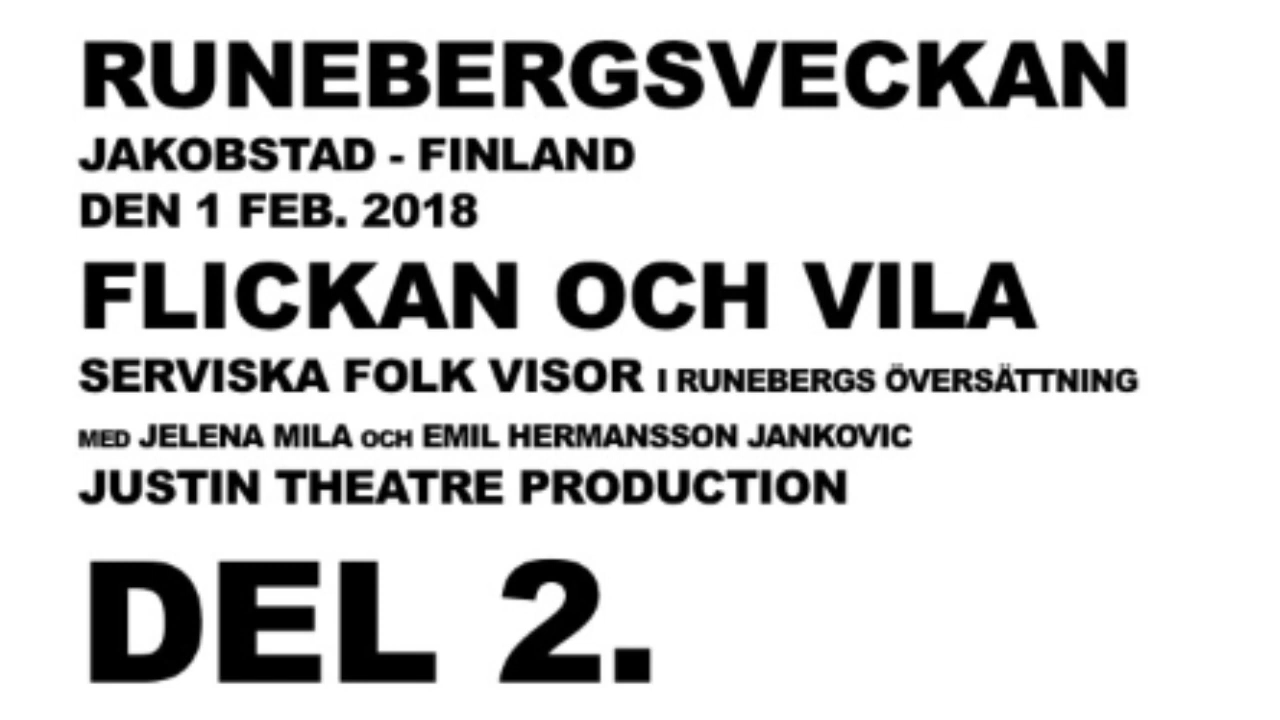 RUNEBERGSVECKAN
JAKOBSTAD - FINLAND
DEN 1 FEB. 2018
FLICKAN OCH VILA
SERVISKA FOLK VISOR I RUNEBERGS ÖVERSÄTTNING
MED JELENA MILA OCH EMIL HERMANSSON JANKOVIC
JUSTIN THEATRE PRODUCTION
DEL 2.